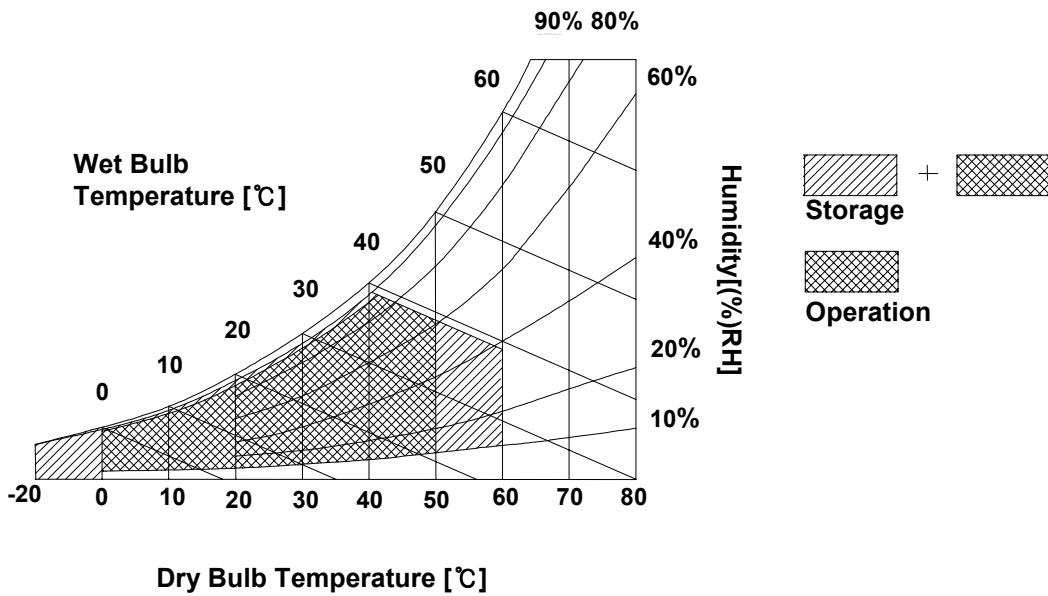 90% 80%
60
60%
50
Wet Bulb
Temperature [℃]
40
40%
30
20
20%
10
10%
0
Humidity[(%)RH]
-20 0 10 20 30 40 50 60 70 80
Dry Bulb Temperature [℃]
+
Storage
Operation